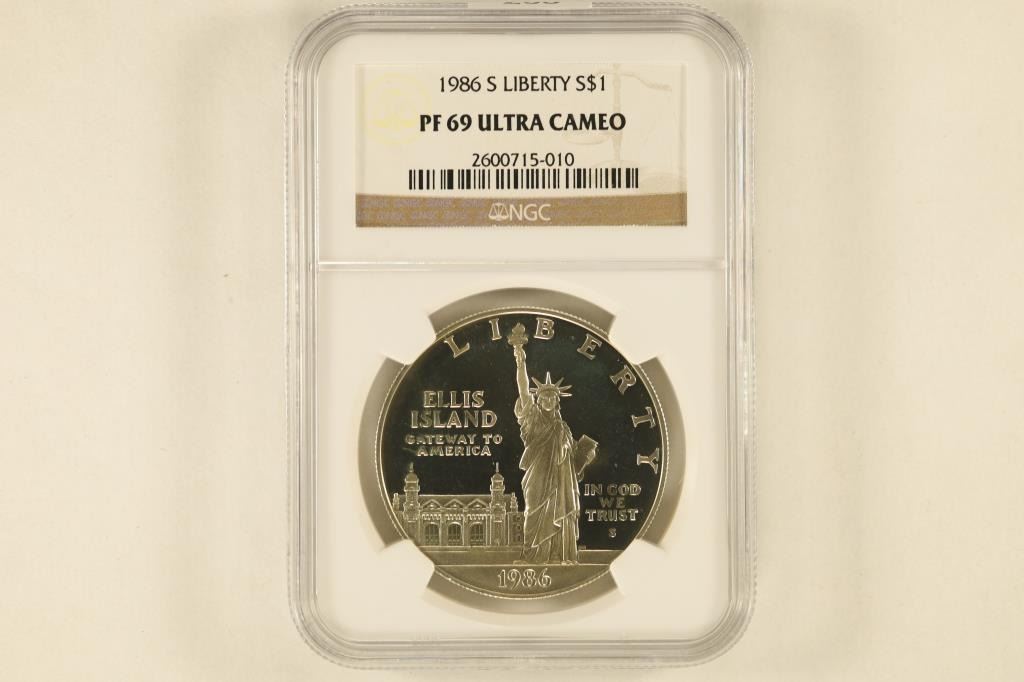 1986 S LIBERTY S$1
PF 69 ULTRA CAMEO
2600715-010
NGC
LIBERTY
ELLIS
ISLAND
GATEWAY TO
AMERICA
IN GOD
WE
TRUST
S
1986